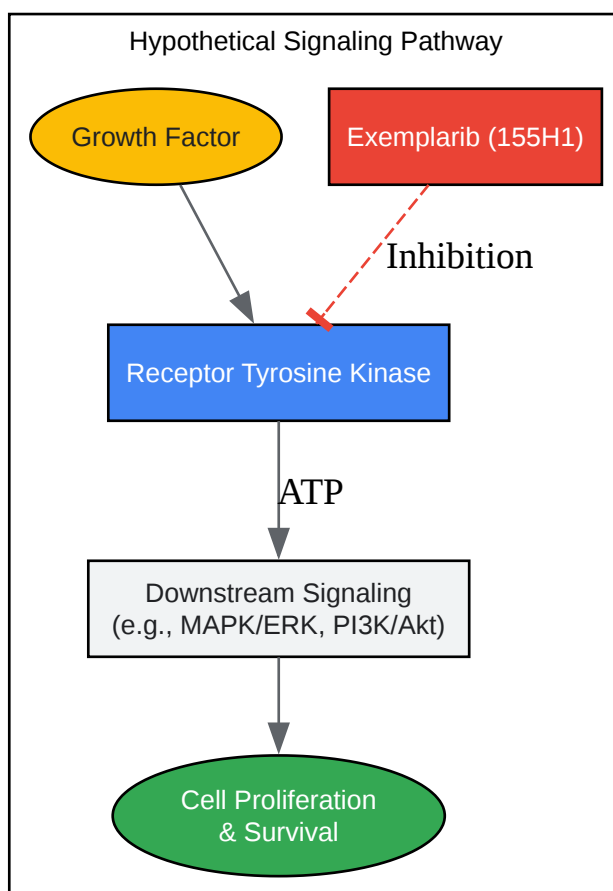 Hypothetical Signaling Pathway
Growth Factor
Exemplarib (155H1)
Inhibition
Receptor Tyrosine Kinase
ATP
Downstream Signaling
(e.g., MAPK/ERK, PI3K/Akt)
Cell Proliferation
& Survival